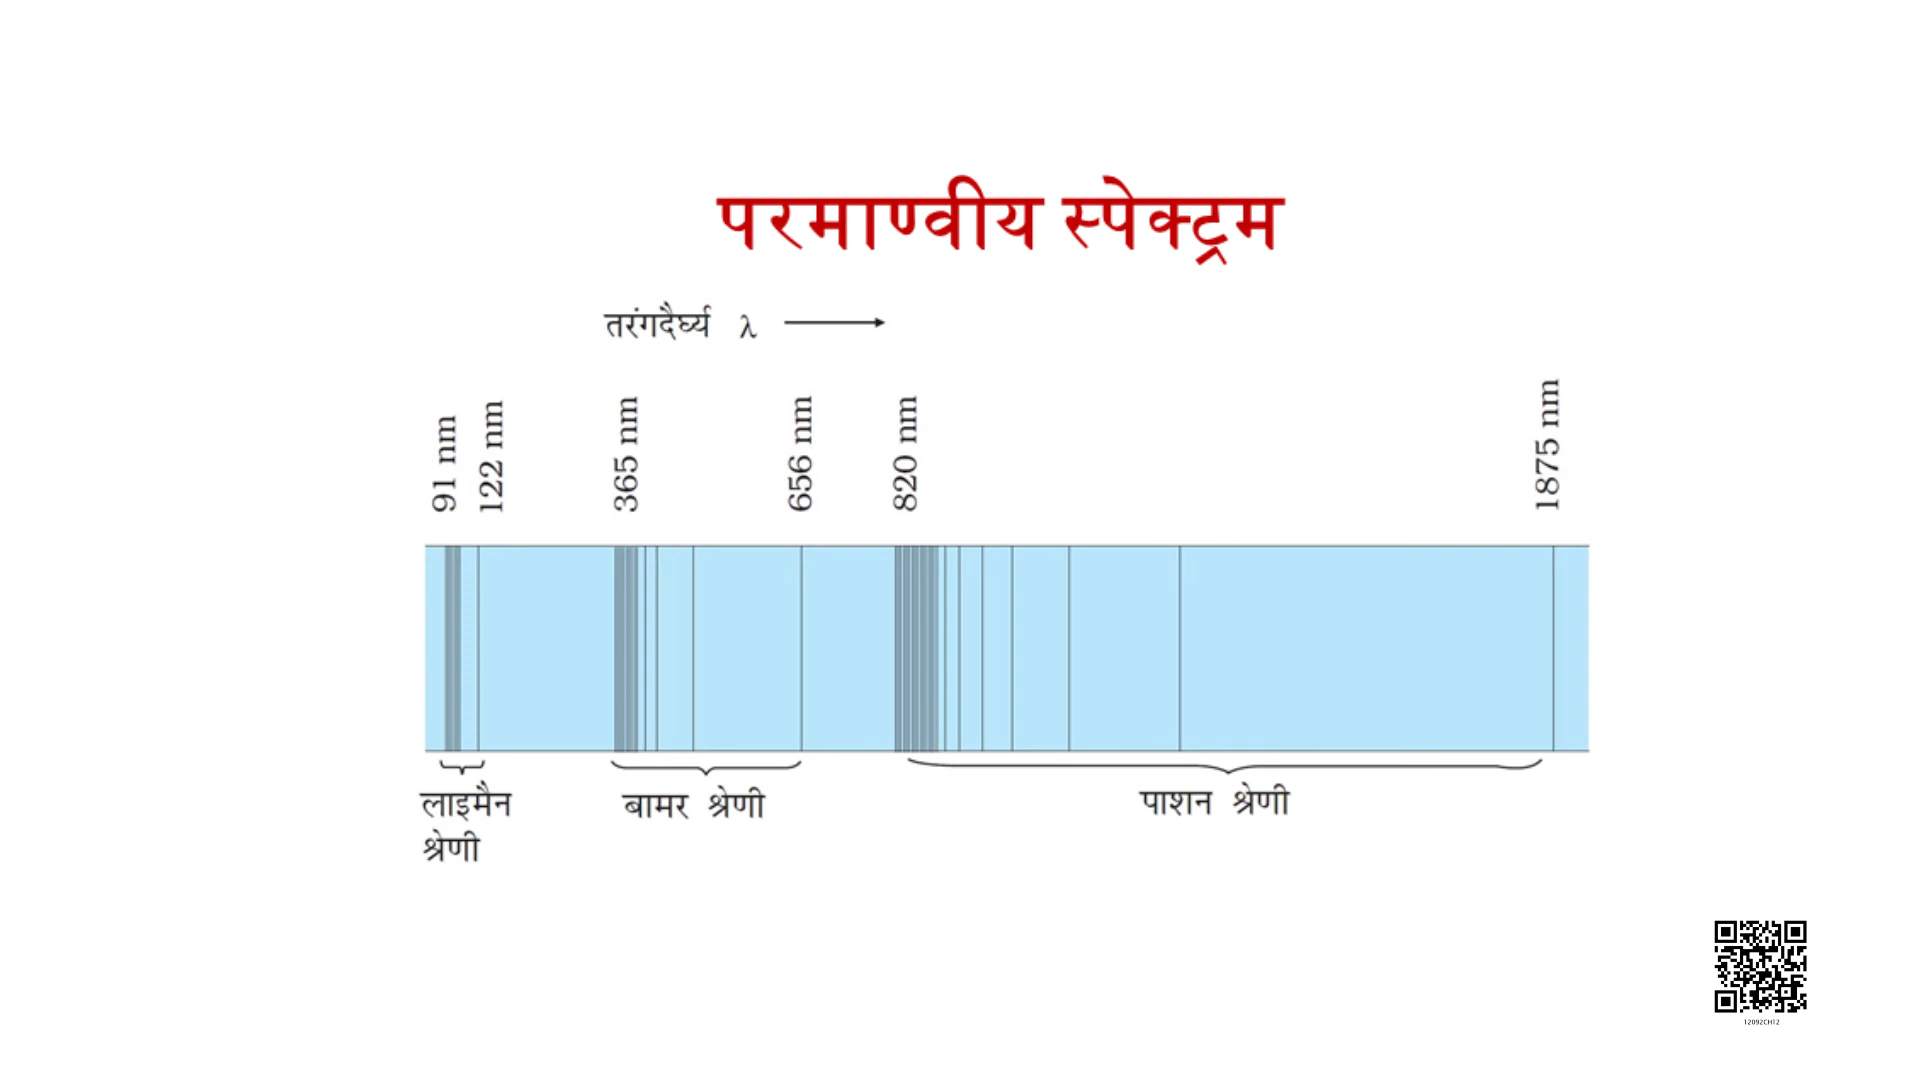 परमाण्वीय स्पेक्ट्रम
तरंगदैर्घ्य λ
91 nm
122 nm
365 nm
656 nm
820 nm
1875 nm
लाइमैन
श्रेणी
बामर श्रेणी
पाशन श्रेणी
12092CH12